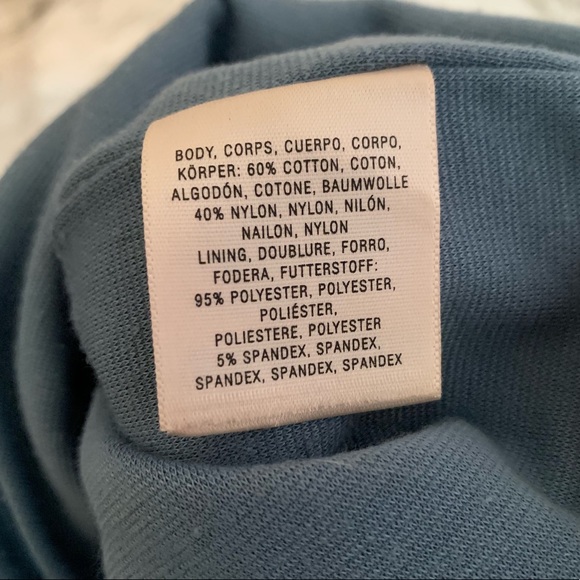 BODY, CORPS, CUERPO, CORPO,
KÖRPER: 60% COTTON, COTON,
ALGODÓN, COTONE, BAUMWOLLE
40% NYLON, NYLON, NILÓN,
NAILON, NYLON
LINING, DOUBLURE, FORRO,
FODERA, FUTTERSTOFF:
95% POLYESTER, POLYESTER,
POLIÉSTER,
POLIESTERE, POLYESTER
5% SPANDEX, SPANDEX,
SPANDEX, SPANDEX, SPANDEX